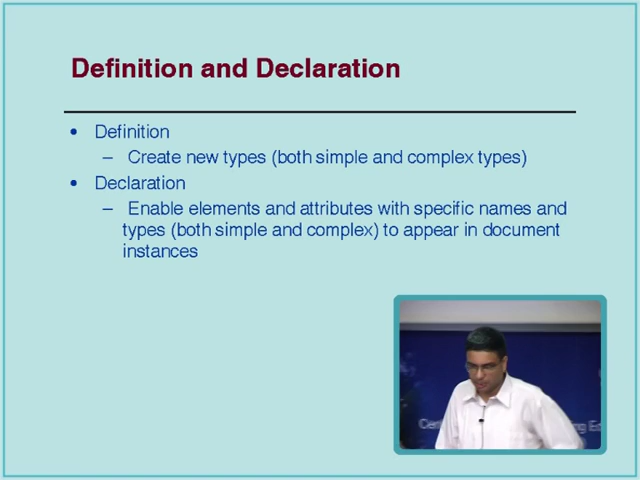 Definition and Declaration
• Definition
– Create new types (both simple and complex types)
• Declaration
– Enable elements and attributes with specific names and
types (both simple and complex) to appear in document
instances